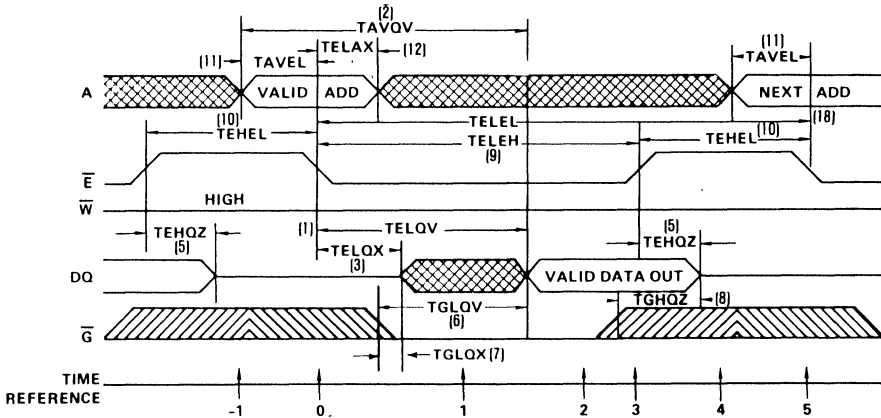 (2)
TAVQV
TELAX
(11)
TAVEL
(12)
(11)
TAVEL
A
VALID
ADD
NEXT
ADD
(10)
TEHEL
TELEL
(18)
TELEH
(9)
(10)
TEHEL
E
W
HIGH
TEHQZ
(5)
(1)
TELQV
TELQX
(3)
(5)
TEHQZ
DQ
VALID DATA OUT
TGLQV
(6)
TGHQZ
(8)
G
TGLQX (7)
TIME
REFERENCE
-1
0
1
2
3
4
5